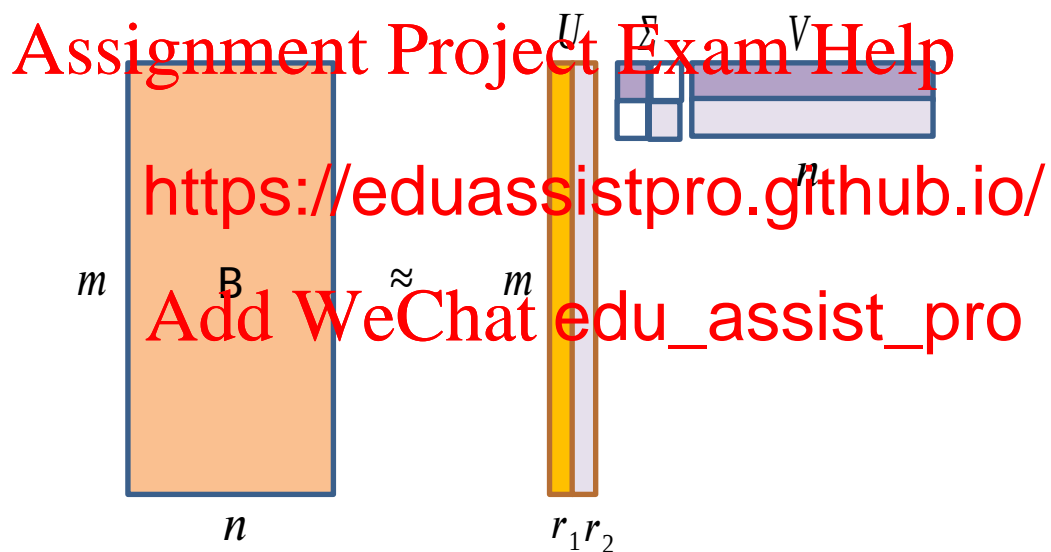 U Σ V
Assignment Project Exam Help
n
https://eduassistpro.github.io/
m B ≈ m
Add WeChat edu_assist_pro
n r₁ r₂